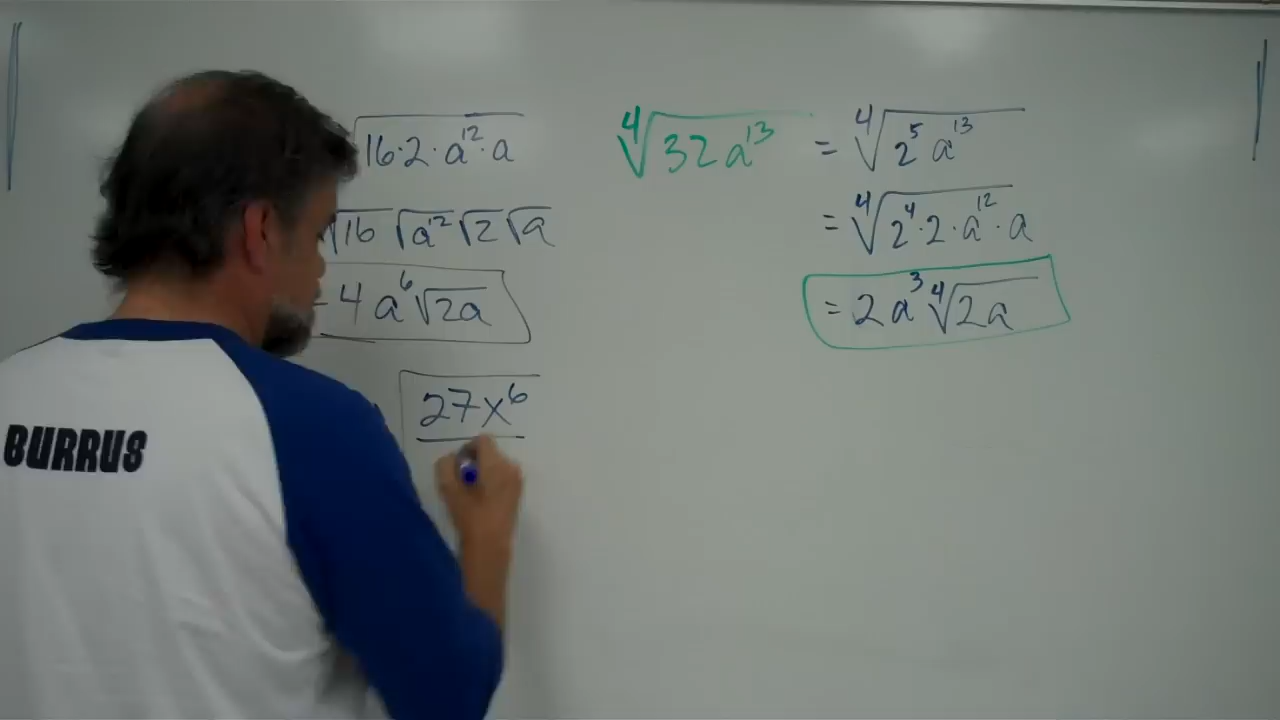 √16·2·a¹²·a
√16 √a¹² √2 √a
4a⁶√2a
√27x⁶
⁴√32a¹³ = ⁴√2⁵a¹³
= ⁴√2⁴·2·a¹²·a
= 2a³ ⁴√2a
BURRUS